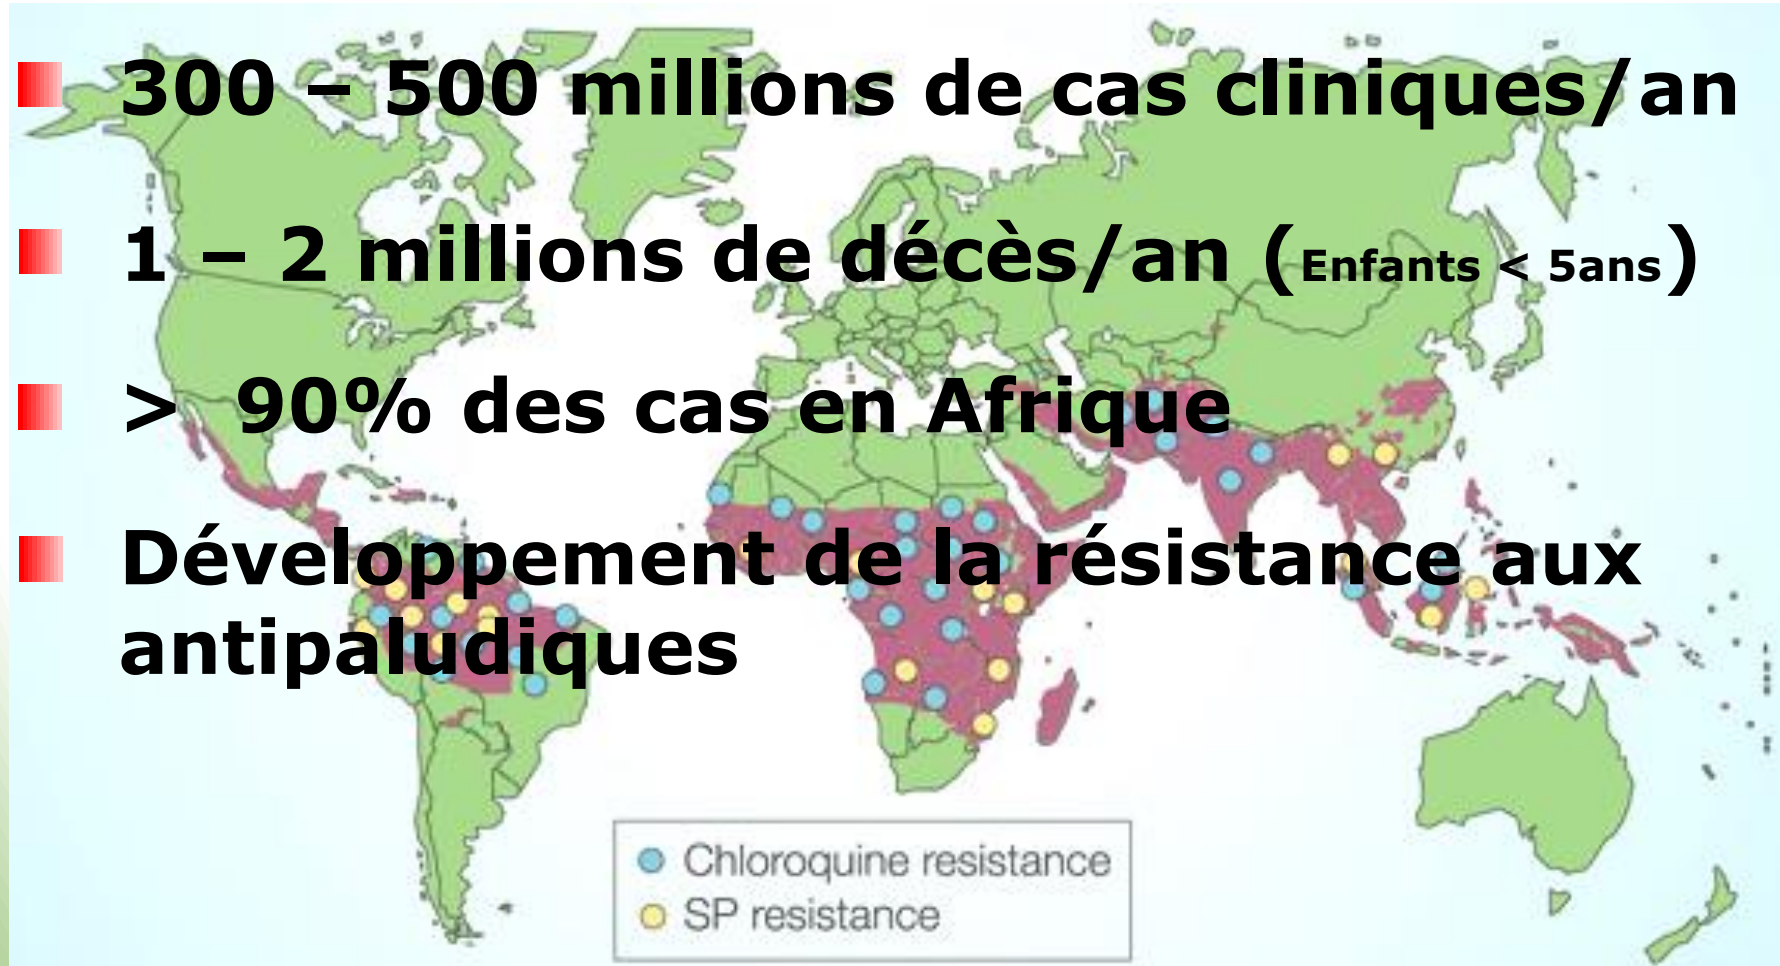 300 – 500 millions de cas cliniques/an
1 – 2 millions de décès/an (Enfants < 5ans)
> 90% des cas en Afrique
Développement de la résistance aux
antipaludiques
Chloroquine resistance
SP resistance